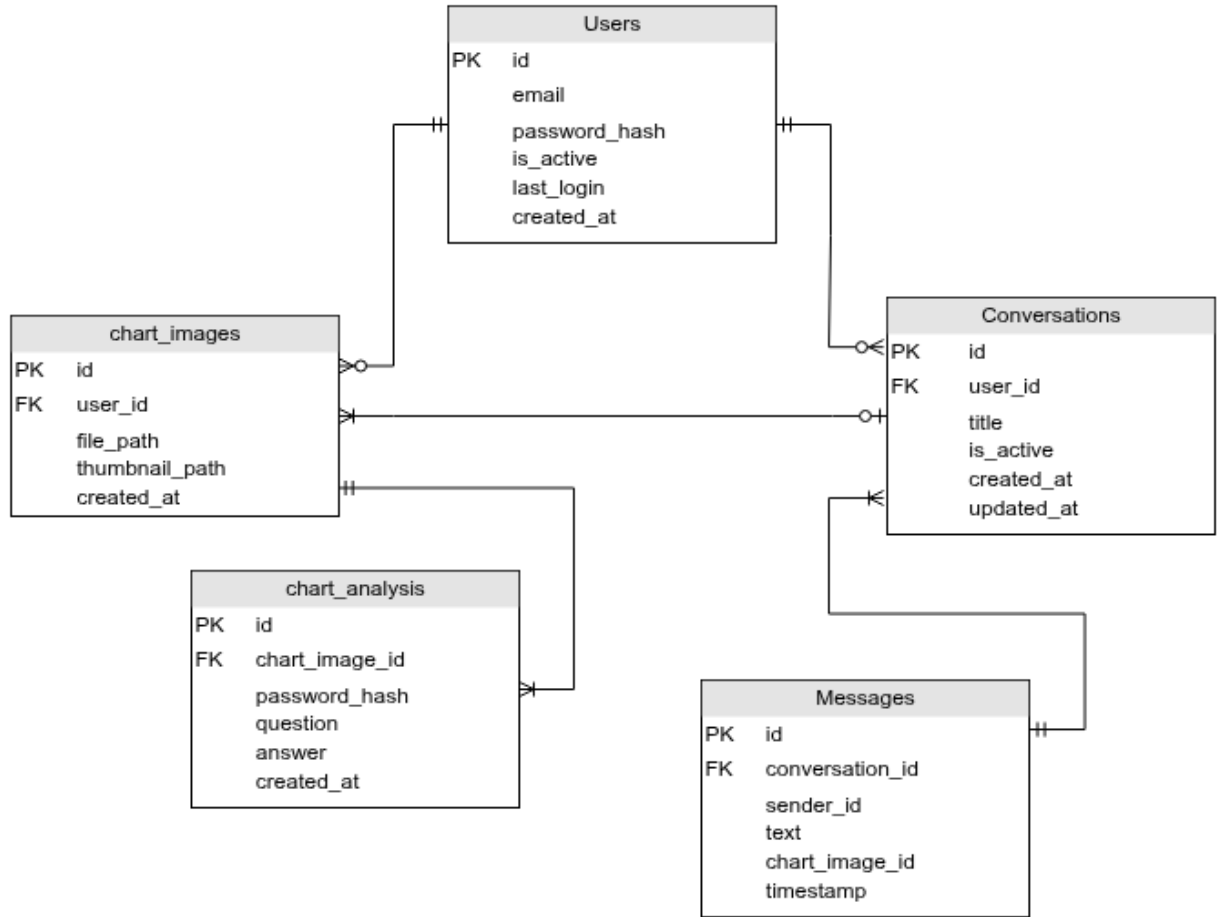 Users
PK id
email
password_hash
is_active
last_login
created_at
chart_images
PK id
FK user_id
file_path
thumbnail_path
created_at
Conversations
PK id
FK user_id
title
is_active
created_at
updated_at
chart_analysis
PK id
FK chart_image_id
password_hash
question
answer
created_at
Messages
PK id
FK conversation_id
sender_id
text
chart_image_id
timestamp